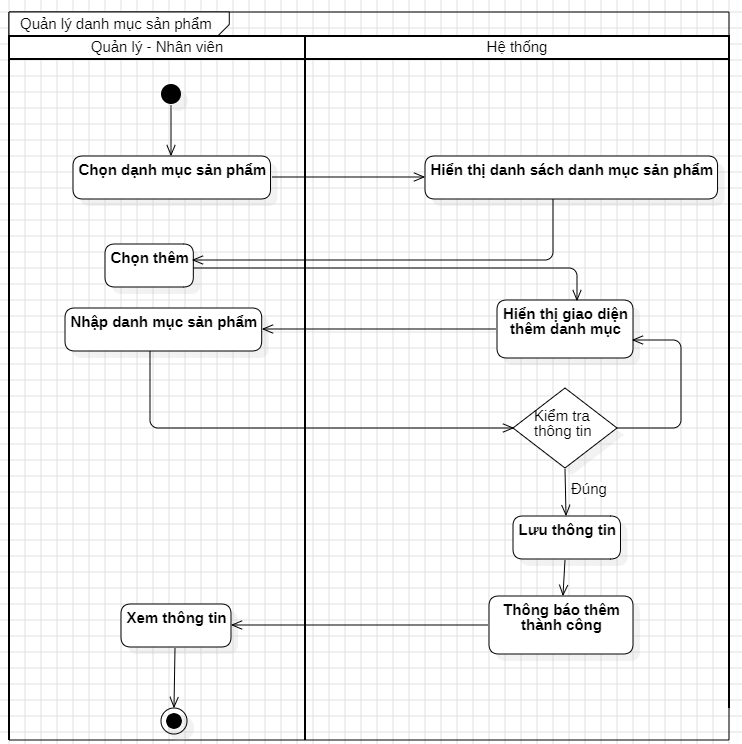 Quản lý danh mục sản phẩm
Quản lý - Nhân viên
Hệ thống
Chọn dạnh mục sản phẩm
Hiển thị danh sách danh mục sản phẩm
Chọn thêm
Hiển thị giao diện
thêm danh mục
Nhập danh mục sản phẩm
Kiểm tra
thông tin
Đúng
Lưu thông tin
Thông báo thêm
thành công
Xem thông tin